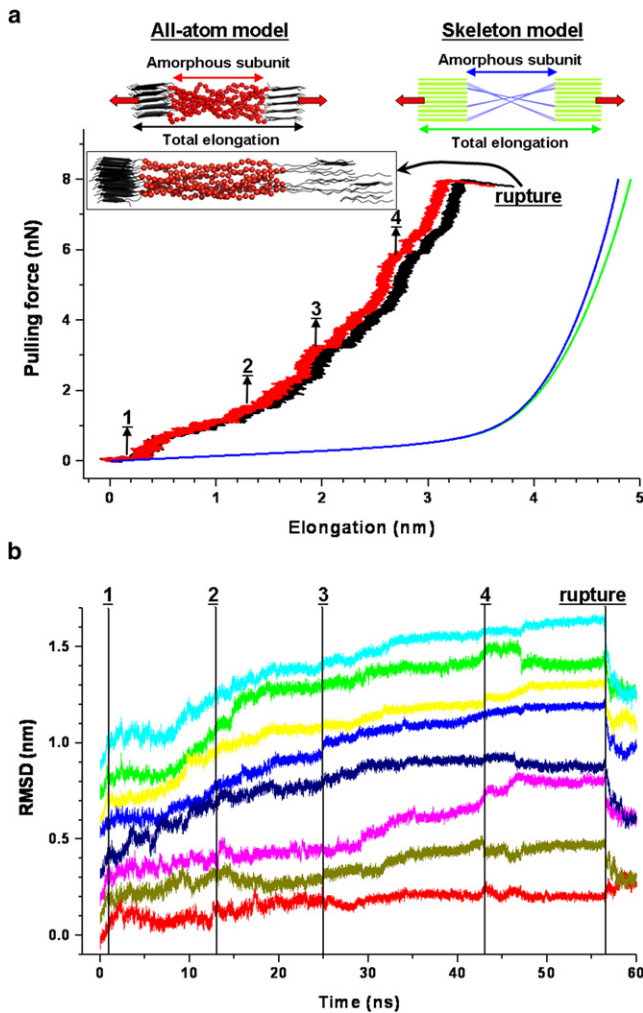 a
All-atom model
Skeleton model
Amorphous subunit
Amorphous subunit
Total elongation
Total elongation
rupture
8
6
4
2
0
Pulling force (nN)
1
2
3
4
0 1 2 3 4 5
Elongation (nm)
b
1 2 3 4 rupture
1.5
1.0
0.5
0.0
RMSD (nm)
0 10 20 30 40 50 60
Time (ns)